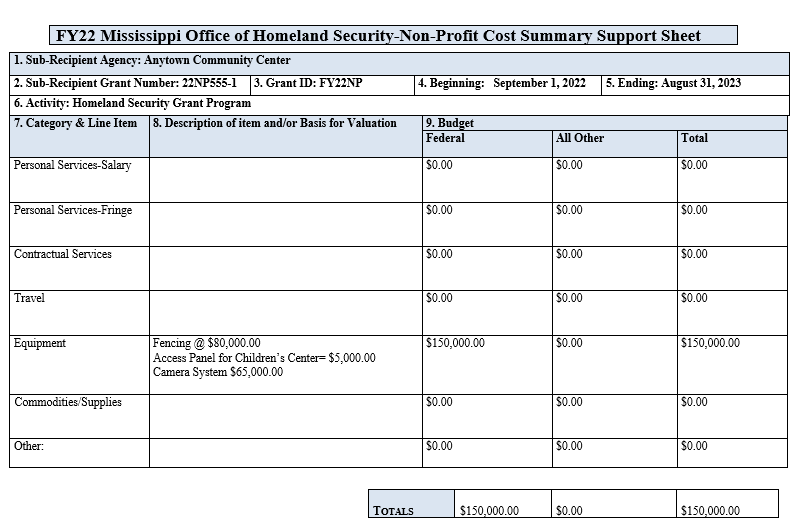 FY22 Mississippi Office of Homeland Security-Non-Profit Cost Summary Support Sheet
1. Sub-Recipient Agency: Anytown Community Center
2. Sub-Recipient Grant Number: 22NP555-1 3. Grant ID: FY22NP 4. Beginning: September 1, 2022 5. Ending: August 31, 2023
6. Activity: Homeland Security Grant Program
7. Category & Line Item 8. Description of item and/or Basis for Valuation 9. Budget
Federal All Other Total
Personal Services-Salary $0.00 $0.00 $0.00
Personal Services-Fringe $0.00 $0.00 $0.00
Contractual Services $0.00 $0.00 $0.00
Travel $0.00 $0.00 $0.00
Equipment Fencing @ $80,000.00 $150,000.00 $0.00 $150,000.00
Access Panel for Children’s Center= $5,000.00
Camera System $65,000.00
Commodities/Supplies $0.00 $0.00 $0.00
Other: $0.00 $0.00 $0.00
TOTALS $150,000.00 $0.00 $150,000.00